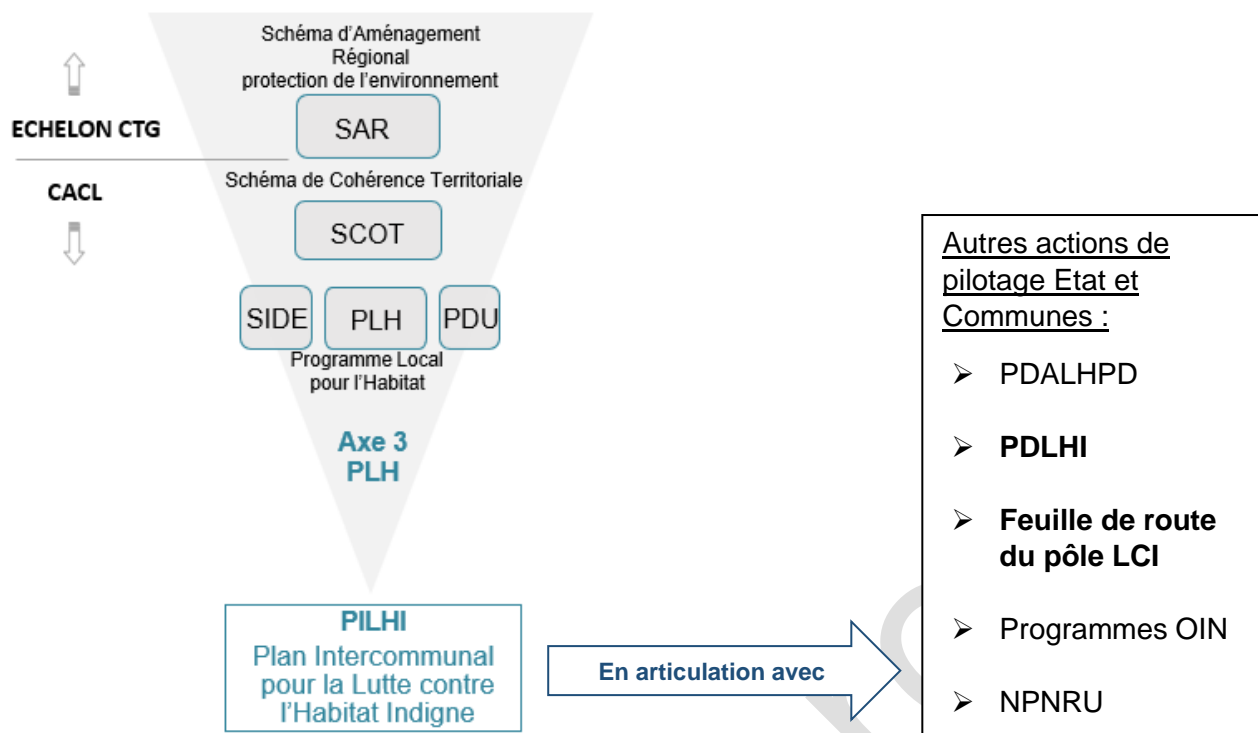 Schéma d'Aménagement
Régional
protection de l'environnement
ECHELON CTG
SAR
CACL
Schéma de Cohérence Territoriale
SCOT
SIDE
PLH
PDU
Programme Local
pour l'Habitat
Axe 3
PLH
PILHI
Plan Intercommunal
pour la Lutte contre
l'Habitat Indigne
En articulation avec
Autres actions de
pilotage Etat et
Communes :
➢ PDALHPD
➢ PDLHI
➢ Feuille de route
du pôle LCI
➢ Programmes OIN
➢ NPNRU